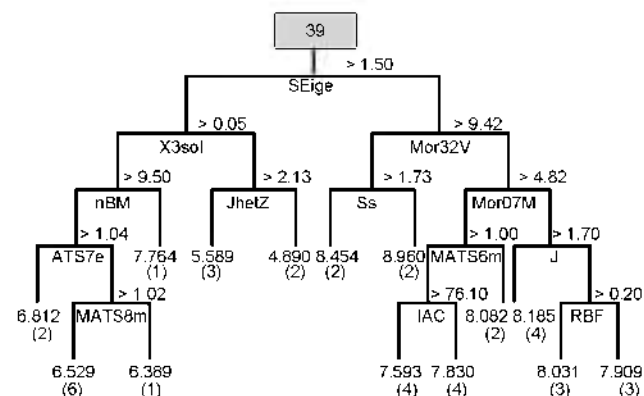 39
> 1.50
SEige
> 0.05 > 9.42
X3sol Mor32V
> 9.50 > 2.13 > 1.73 > 4.82
nBM JhetZ Ss Mor07M
> 1.04 > 1.00 > 1.70
ATS7e 7.764 5.589 4.890 8.454 8.960 MATS6m J
(1) (3) (2) (2) (2)
> 1.02 > 76.10 > 0.20
6.812 MATS8m IAC 8.082 8.185 RBF
(2) (2) (4)
6.529 6.389 7.593 7.830 8.031 7.909
(6) (1) (4) (4) (3) (3)